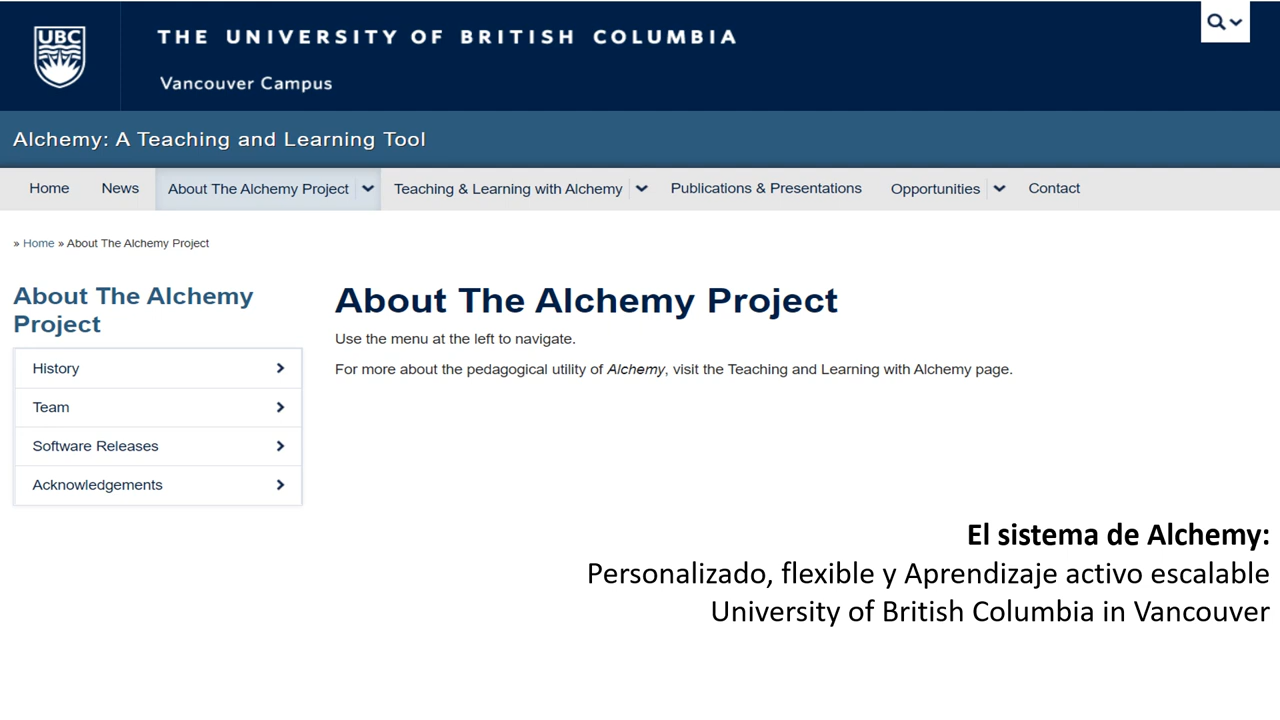 UBC
THE UNIVERSITY OF BRITISH COLUMBIA
Vancouver Campus
Alchemy: A Teaching and Learning Tool
Home News About The Alchemy Project Teaching & Learning with Alchemy Publications & Presentations Opportunities Contact
» Home » About The Alchemy Project
About The Alchemy
Project
History
Team
Software Releases
Acknowledgements
About The Alchemy Project
Use the menu at the left to navigate.
For more about the pedagogical utility of Alchemy, visit the Teaching and Learning with Alchemy page.
El sistema de Alchemy:
Personalizado, flexible y Aprendizaje activo escalable
University of British Columbia in Vancouver